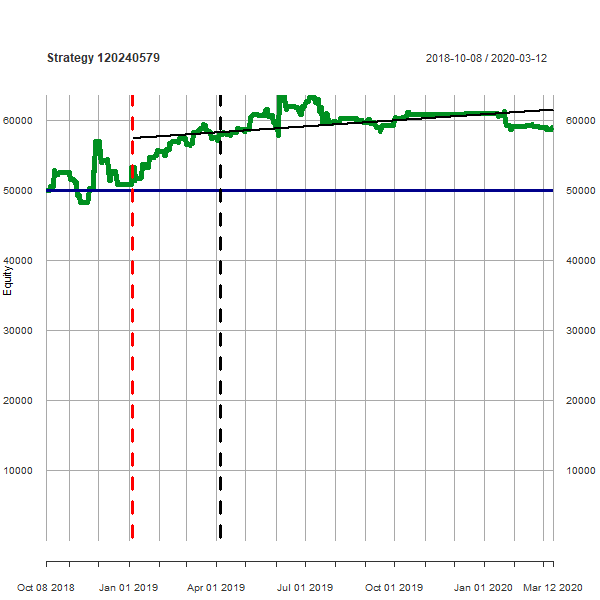 Strategy 120240579
2018-10-08 / 2020-03-12
60000
60000
50000
50000
40000
40000
Equity
30000
30000
20000
20000
10000
10000
Oct 08 2018
Jan 01 2019
Apr 01 2019
Jul 01 2019
Oct 01 2019
Jan 01 2020
Mar 12 2020